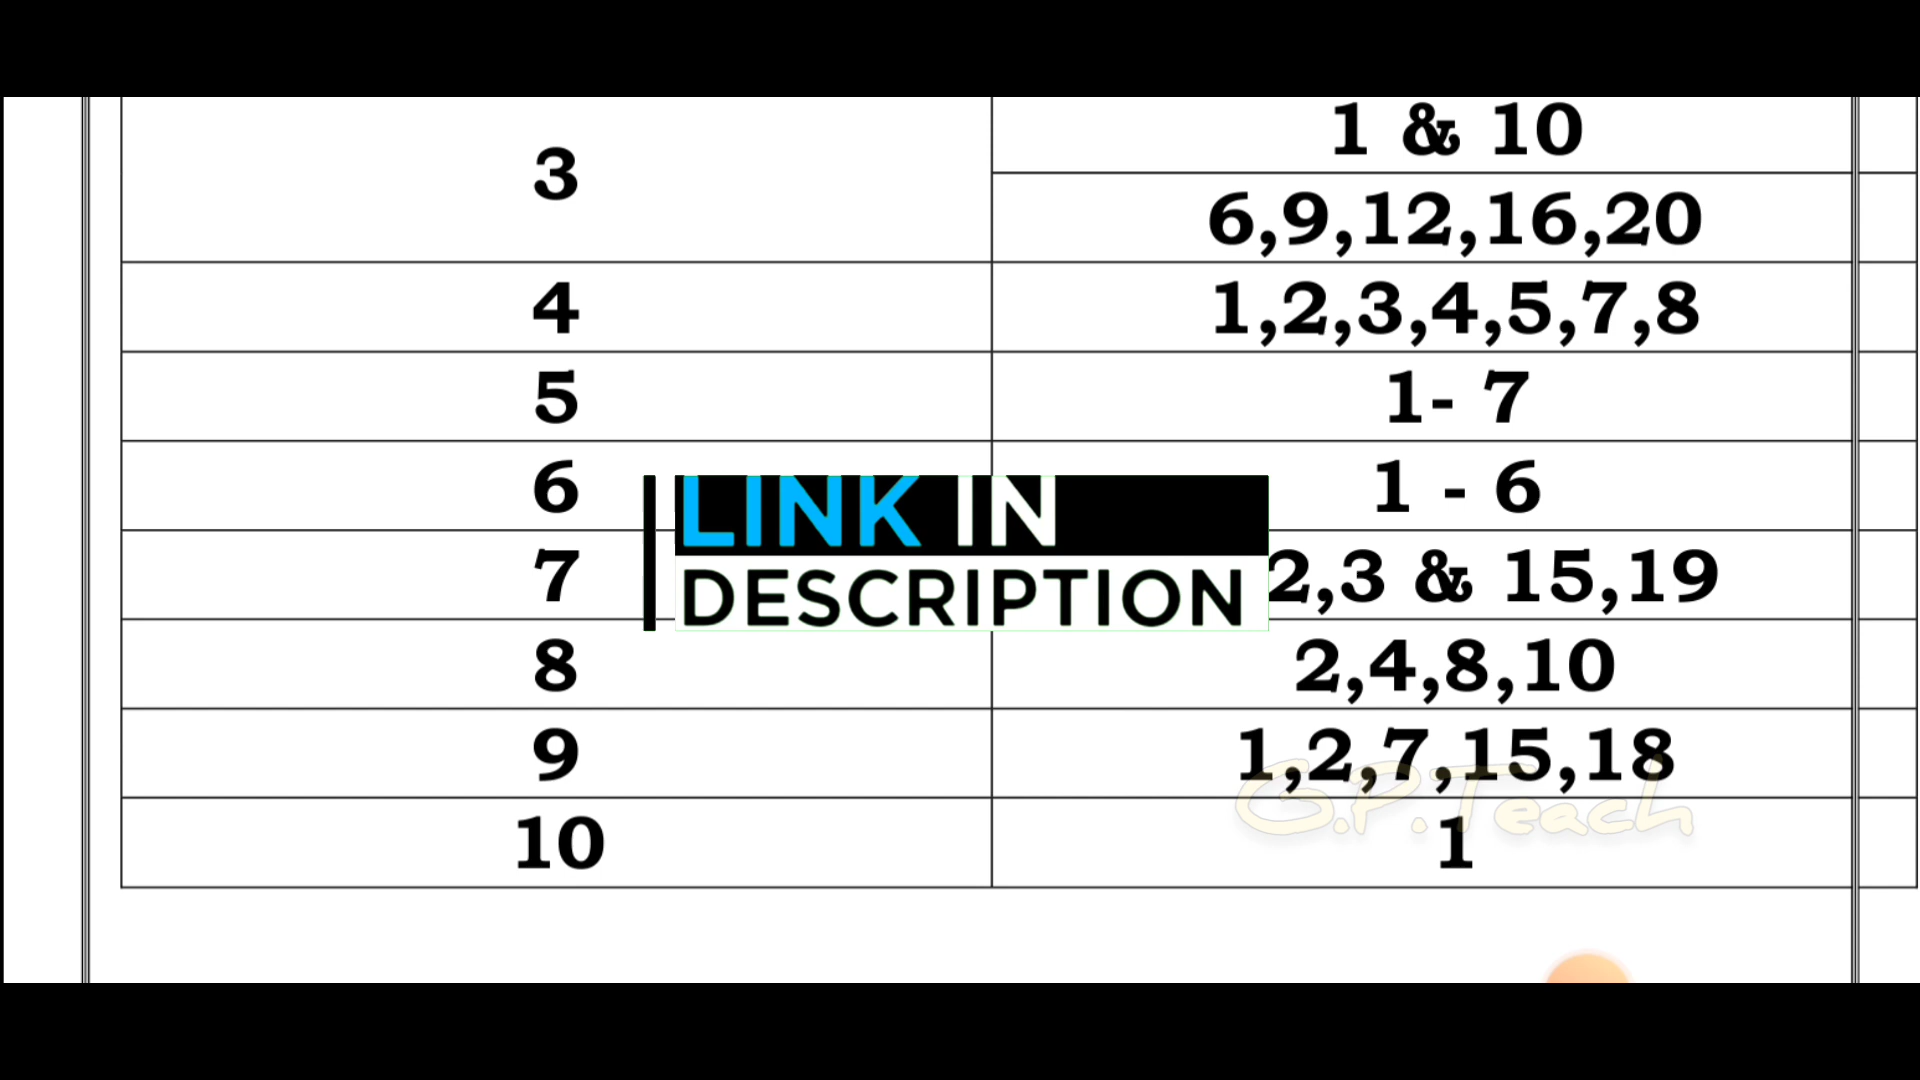 3
1 & 10
6,9,12,16,20
4 1,2,3,4,5,7,8
5 1- 7
6 1 - 6
LINK IN
7 2,3 & 15,19
DESCRIPTION
8 2,4,8,10
9 1,2,7,15,18
G.P.Teach
10 1